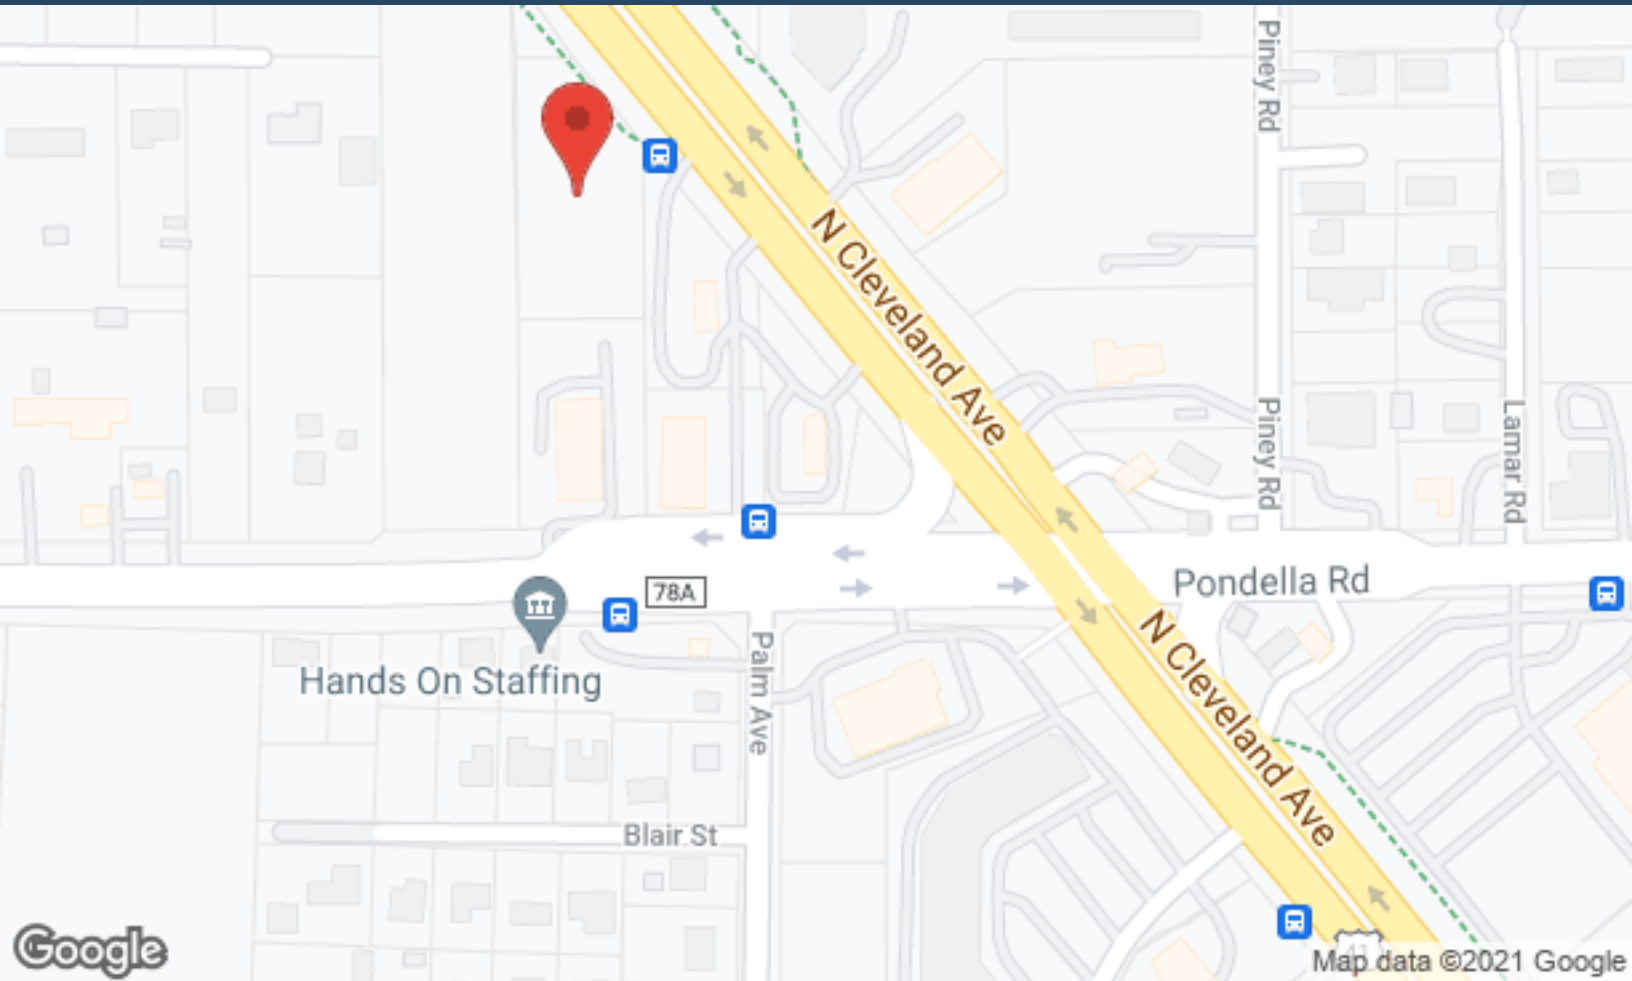 Piney Rd
N Cleveland Ave
Piney Rd
Lamar Rd
78A
Pondella Rd
Hands On Staffing
Palm Ave
N Cleveland Ave
Blair St
Google
Map data ©2021 Google